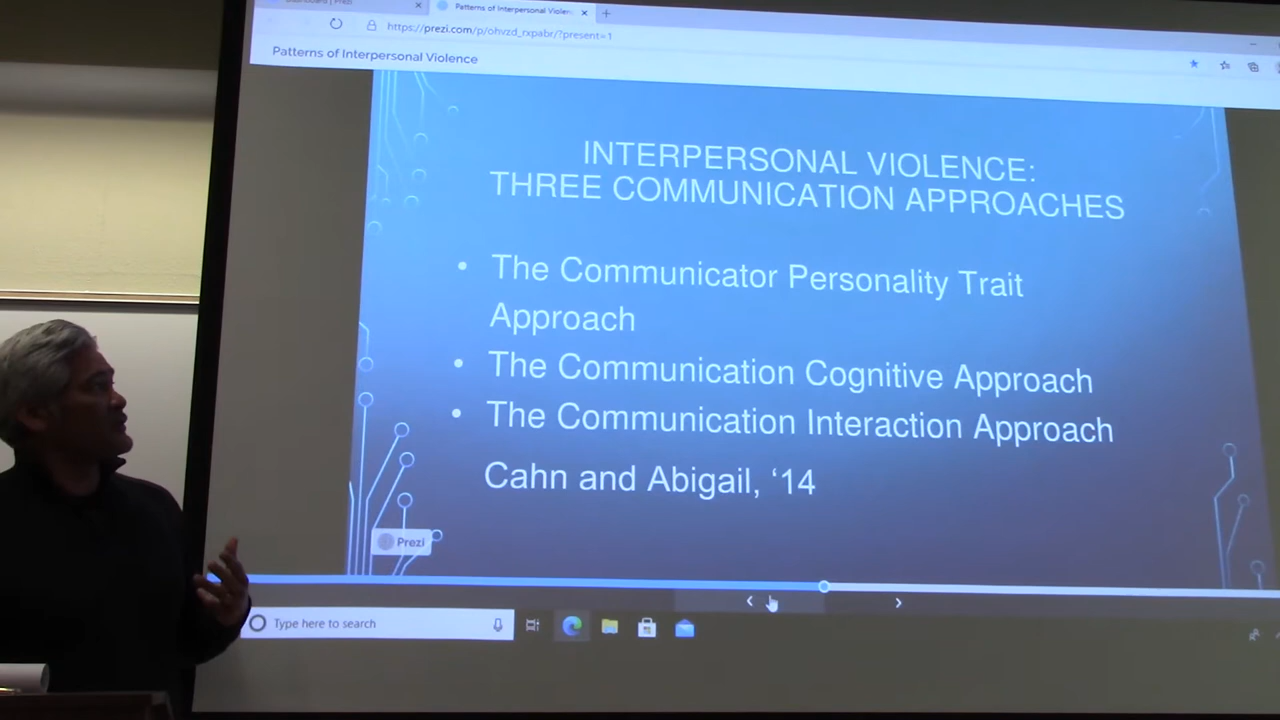 Patterns of Interpersonal Violenc
https://prezi.com/p/ohvzd_rxpabr/?present=1
Patterns of Interpersonal Violence
INTERPERSONAL VIOLENCE:
THREE COMMUNICATION APPROACHES
• The Communicator Personality Trait
Approach
• The Communication Cognitive Approach
• The Communication Interaction Approach
Cahn and Abigail, ‘14
Prezi
Type here to search